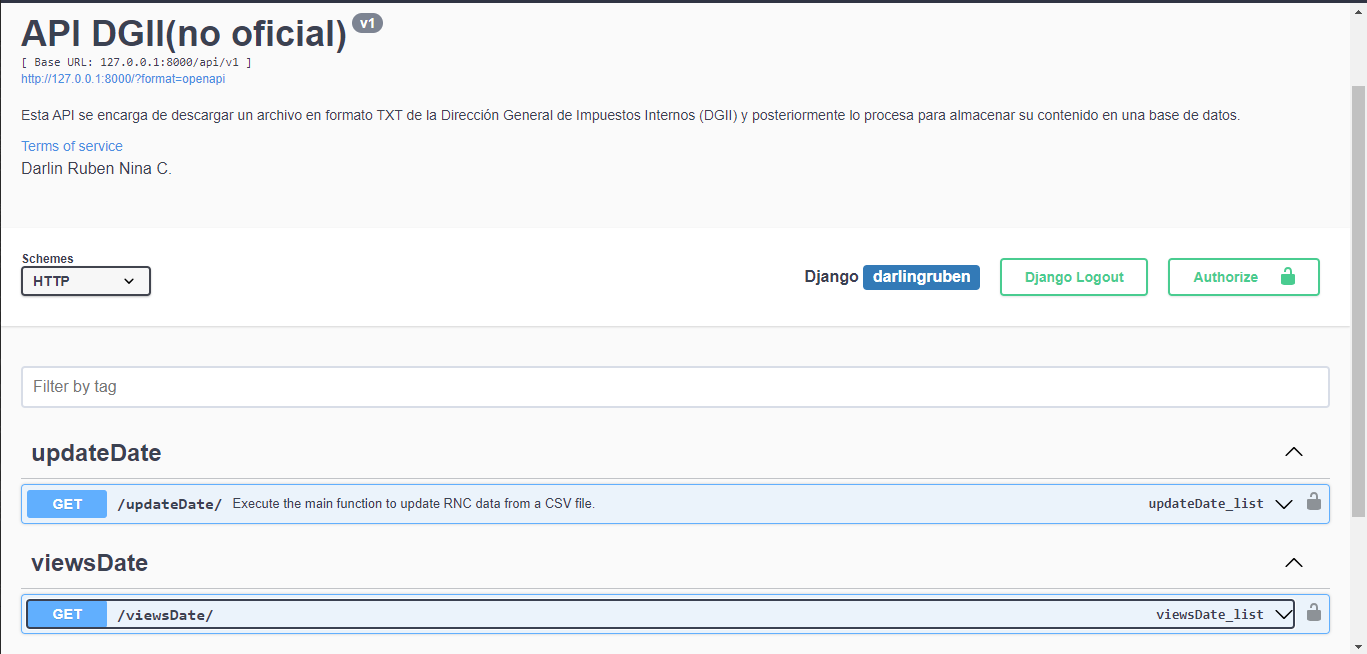 API DGII(no oficial) v1
[ Base URL: 127.0.0.1:8000/api/v1 ]
http://127.0.0.1:8000/?format=openapi
Esta API se encarga de descargar un archivo en formato TXT de la Dirección General de Impuestos Internos (DGII) y posteriormente lo procesa para almacenar su contenido en una base de datos.
Terms of service
Darlin Ruben Nina C.
Schemes
HTTP
Django darlingruben
Django Logout
Authorize
Filter by tag
updateDate
GET /updateDate/ Execute the main function to update RNC data from a CSV file. updateDate_list
viewsDate
GET /viewsDate/ viewsDate_list